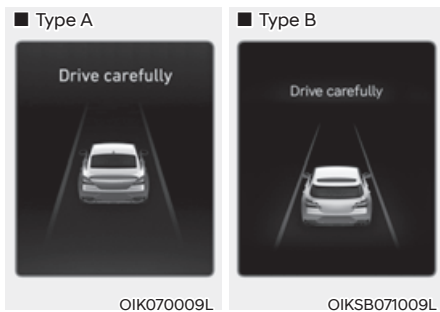 ■ Type A
Drive carefully
OIK070009L
■ Type B
Drive carefully
OIKSB071009L